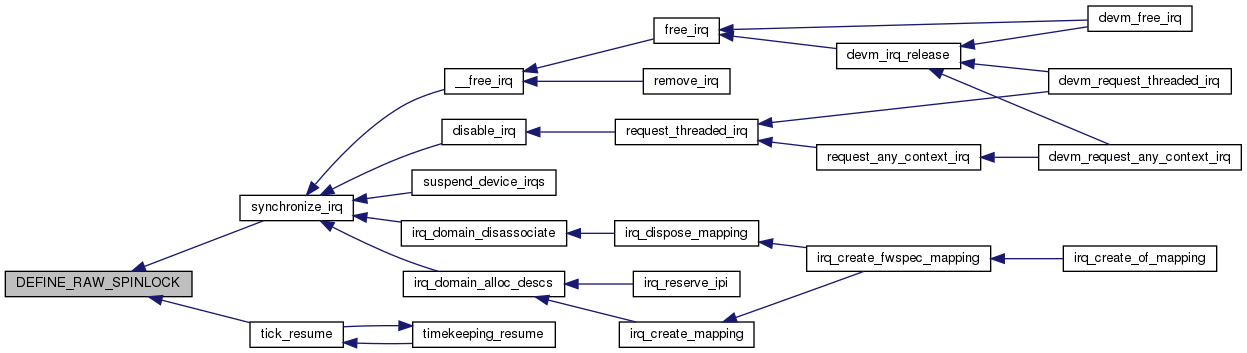 devm_free_irq
free_irq
devm_irq_release
__free_irq
remove_irq
devm_request_threaded_irq
disable_irq
request_threaded_irq
request_any_context_irq
devm_request_any_context_irq
suspend_device_irqs
synchronize_irq
irq_domain_disassociate
irq_dispose_mapping
irq_create_fwspec_mapping
irq_create_of_mapping
DEFINE_RAW_SPINLOCK
irq_domain_alloc_descs
irq_reserve_ipi
tick_resume
timekeeping_resume
irq_create_mapping